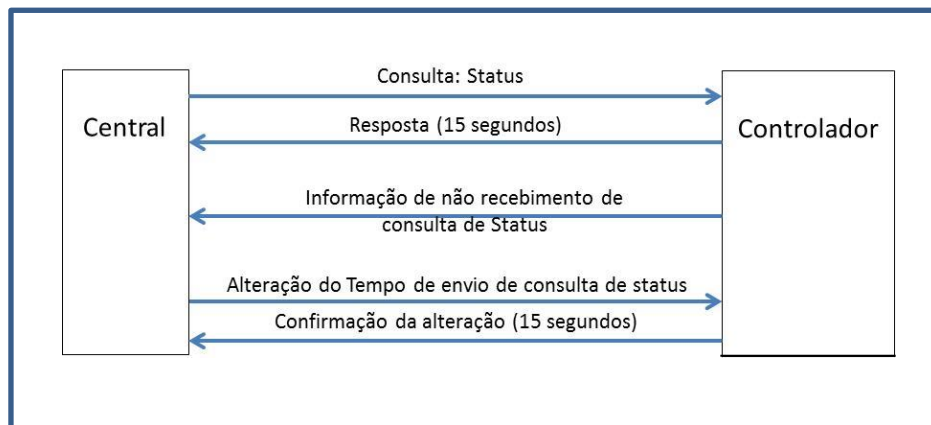 Consulta: Status
Central
Resposta (15 segundos)
Controlador
Informação de não recebimento de
consulta de Status
Alteração do Tempo de envio de consulta de status
Confirmação da alteração (15 segundos)